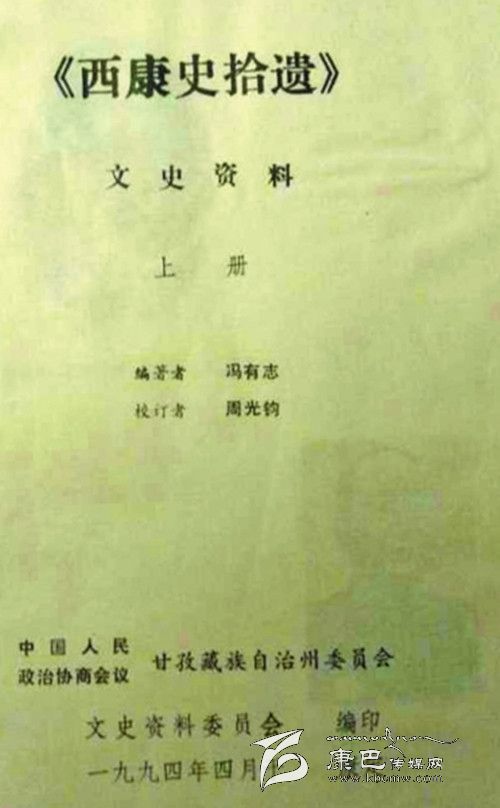 《西康史拾遗》
文史资料
上册
编著者 冯有志
校订者 周光钧
中国人民
政治协商会议 甘孜藏族自治州委员会
文史资料委员会 编印
一九九四年四月
康巴传媒网
www.kbcmw.com